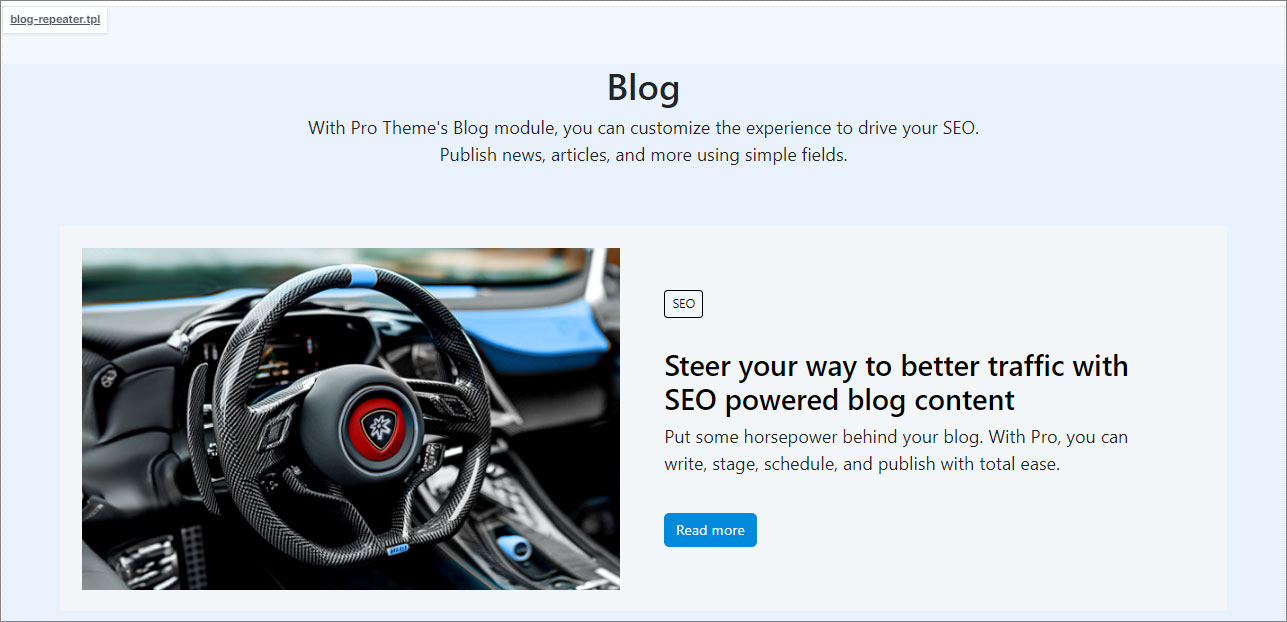 blog-repeater.tpl
Blog
With Pro Theme's Blog module, you can customize the experience to drive your SEO.
Publish news, articles, and more using simple fields.
SEO
Steer your way to better traffic with
SEO powered blog content
Put some horsepower behind your blog. With Pro, you can
write, stage, schedule, and publish with total ease.
Read more